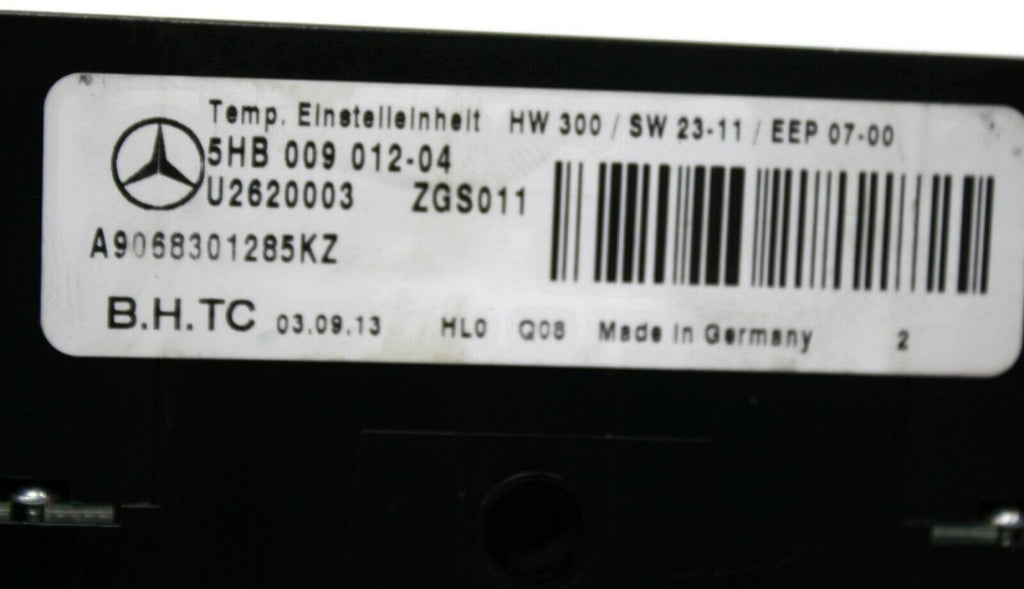 Temp. Einstelleinheit HW 300 / SW 23-11 / EEP 07-00
5HB 009 012-04
U2620003 ZGS011
A9068301285KZ
B.H.TC 03.09.13 HL0 Q08 Made in Germany 2